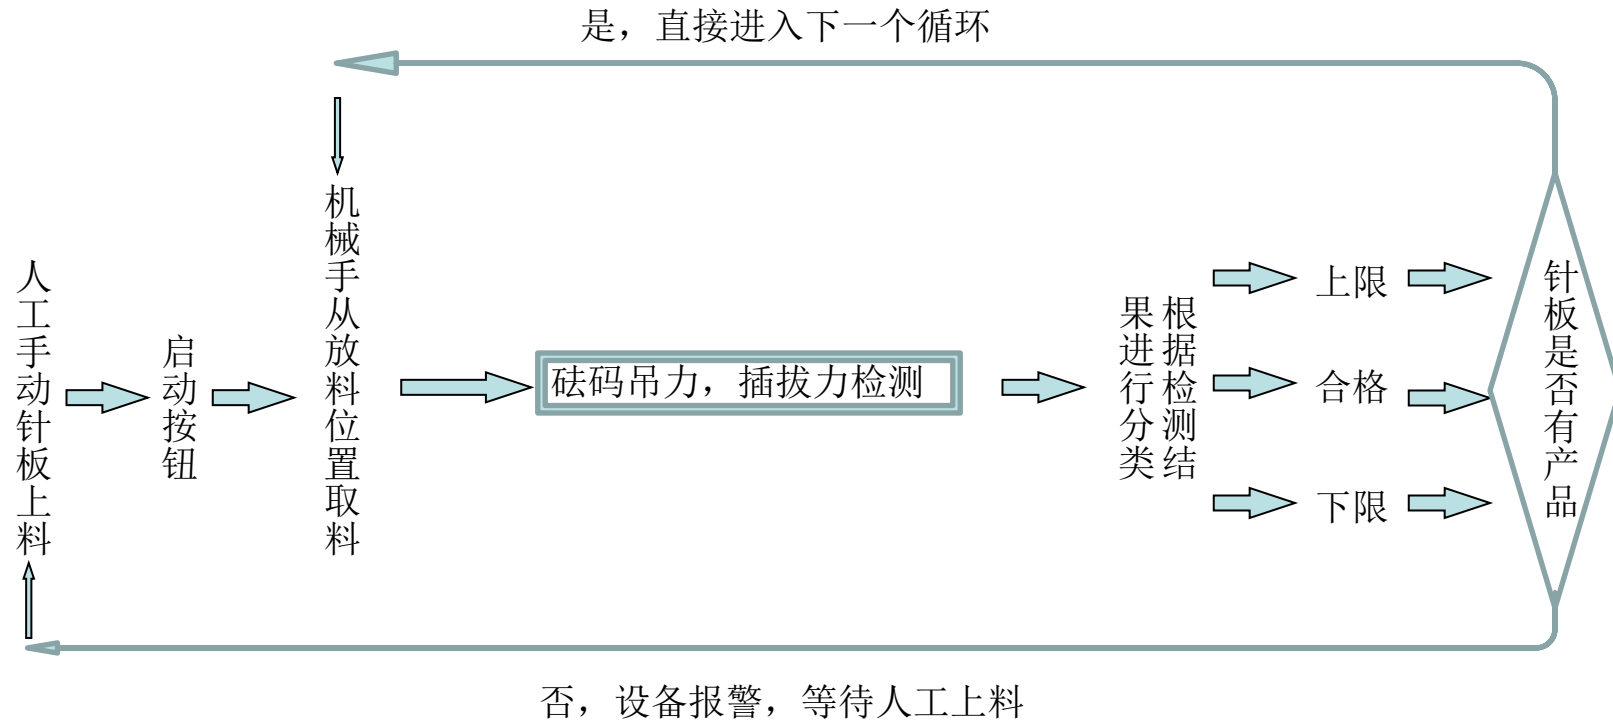 是，直接进入下一个循环
人工手动针板上料
启动按钮
机械手从放料位置取料
砝码吊力，插拔力检测
根据检测结
果进行分类
上限
合格
下限
针板是否有产品
否，设备报警，等待人工上料